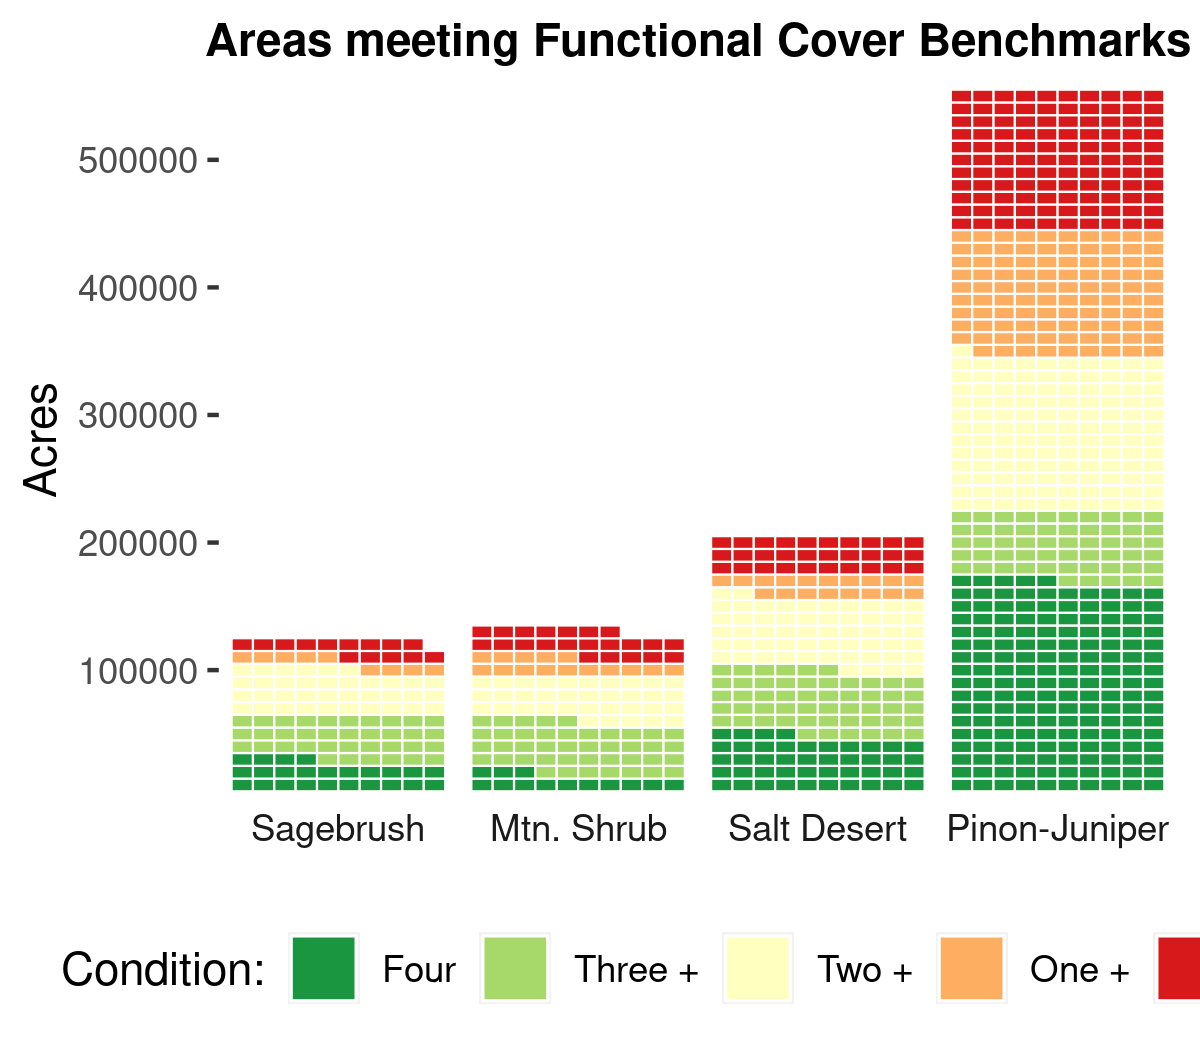 Areas meeting Functional Cover Benchmarks
500000
400000
300000
200000
100000
Acres
Sagebrush Mtn. Shrub Salt Desert Pinon-Juniper
Condition: Four Three + Two + One +